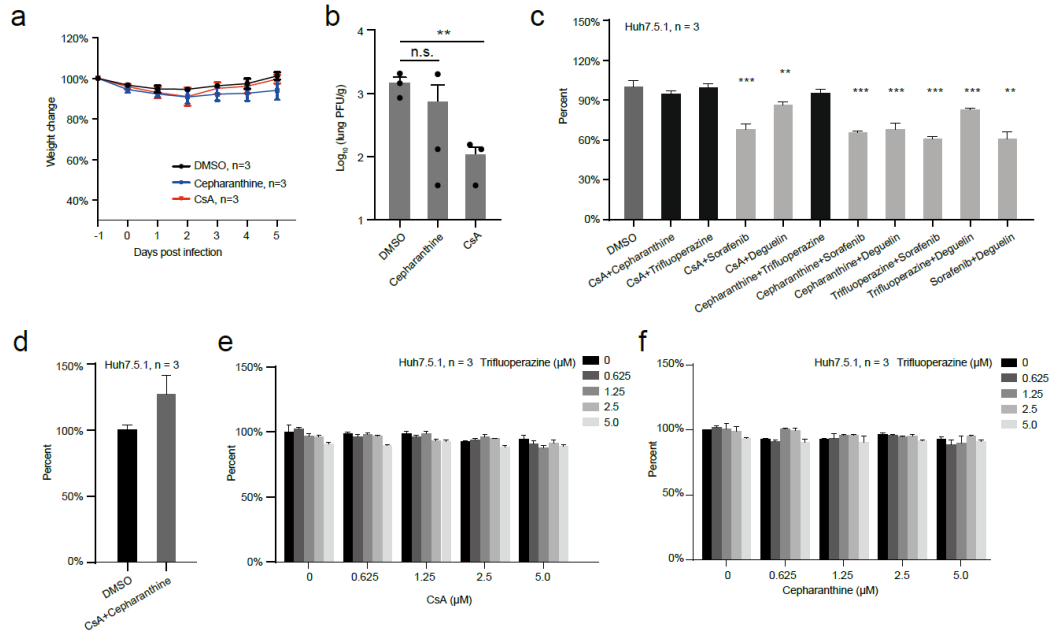 a
120%
100%
80%
60%
40%
Weight change
DMSO, n=3
Cepharanthine, n=3
CsA, n=3
-1 0 1 2 3 4 5
Days post infection
b
4
3
2
1
Log10 (lung PFU/g)
**
n.s.
DMSO
Cepharanthine
CsA
c
Huh7.5.1, n = 3
150%
120%
90%
60%
30%
0%
Percent
*** ** *** *** *** *** **
DMSO
CsA+Cepharanthine
CsA+Trifluoperazine
CsA+Sorafenib
CsA+Deguelin
Cepharanthine+Trifluoperazine
Cepharanthine+Sorafenib
Cepharanthine+Deguelin
Trifluoperazine+Sorafenib
Trifluoperazine+Deguelin
Sorafenib+Deguelin
d
Huh7.5.1, n = 3
150%
100%
50%
0%
Percent
DMSO
CsA+Cepharanthine
e
Huh7.5.1, n = 3 Trifluoperazine (μM)
0
0.625
1.25
2.5
5.0
150%
100%
50%
0%
Percent
0 0.625 1.25 2.5 5.0
CsA (μM)
f
Huh7.5.1, n = 3 Trifluoperazine (μM)
0
0.625
1.25
2.5
5.0
150%
100%
50%
0%
Percent
0 0.625 1.25 2.5 5.0
Cepharanthine (μM)